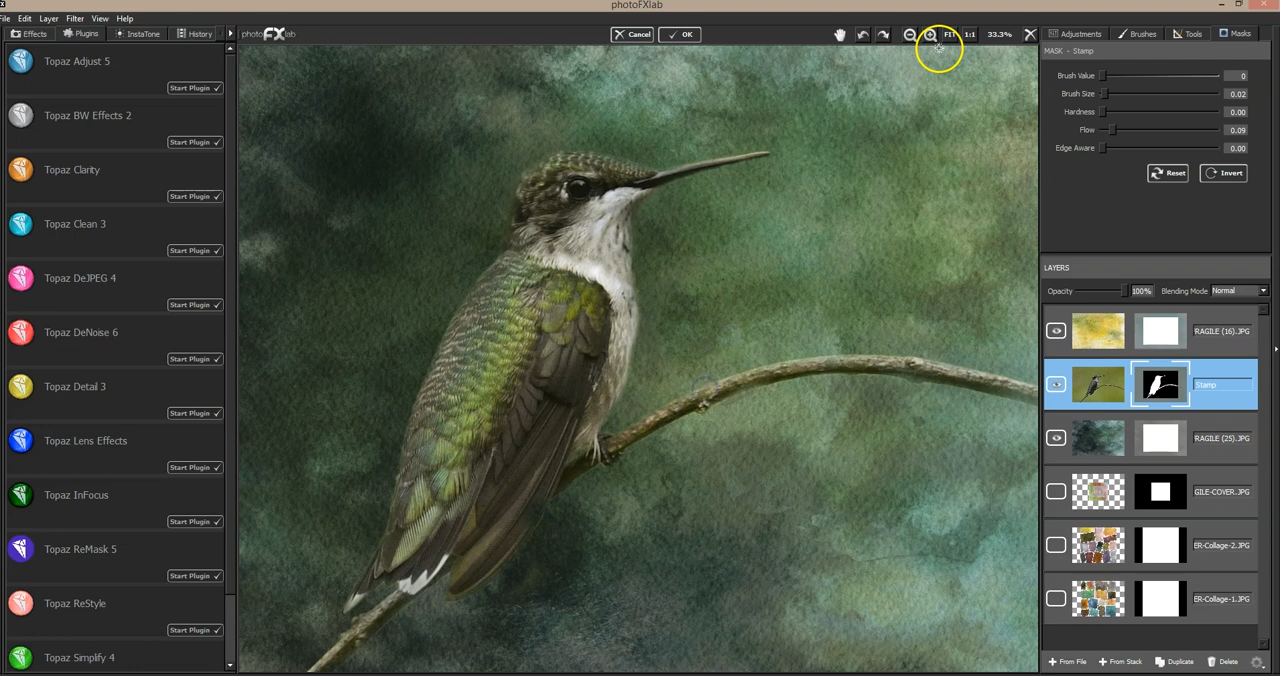 photoFXlab
File Edit Layer Filter View Help
Effects Plugins InstaTone History
photo FX lab
Cancel OK
FIT 1:1 33.3%
Adjustments Brushes Tools Masks
MASK - Stamp
Brush Value 0
Brush Size 0.02
Hardness 0.00
Flow 0.09
Edge Aware 0.00
Reset Invert
Topaz Adjust 5
Start Plugin
Topaz BW Effects 2
Start Plugin
Topaz Clarity
Start Plugin
Topaz Clean 3
Start Plugin
Topaz DeJPEG 4
Start Plugin
Topaz DeNoise 6
Start Plugin
Topaz Detail 3
Start Plugin
Topaz Lens Effects
Start Plugin
Topaz InFocus
Start Plugin
Topaz ReMask 5
Start Plugin
Topaz ReStyle
Start Plugin
Topaz Simplify 4
LAYERS
Opacity 100% Blending Mode Normal
RAGILE (16).JPG
Stamp
RAGILE (25).JPG
GILE-COVER.JPG
ER-Collage-2.JPG
ER-Collage-1.JPG
From File From Stack Duplicate Delete